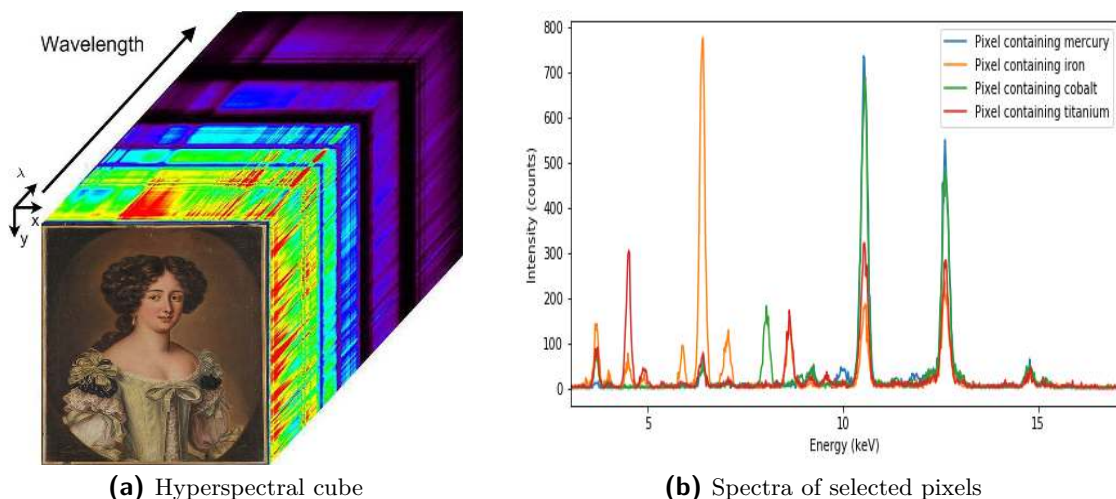 Wavelength
λ
x
y
(a) Hyperspectral cube
800
700
600
500
400
300
200
100
0
Intensity (counts)
5
10
15
Energy (keV)
Pixel containing mercury
Pixel containing iron
Pixel containing cobalt
Pixel containing titanium
(b) Spectra of selected pixels